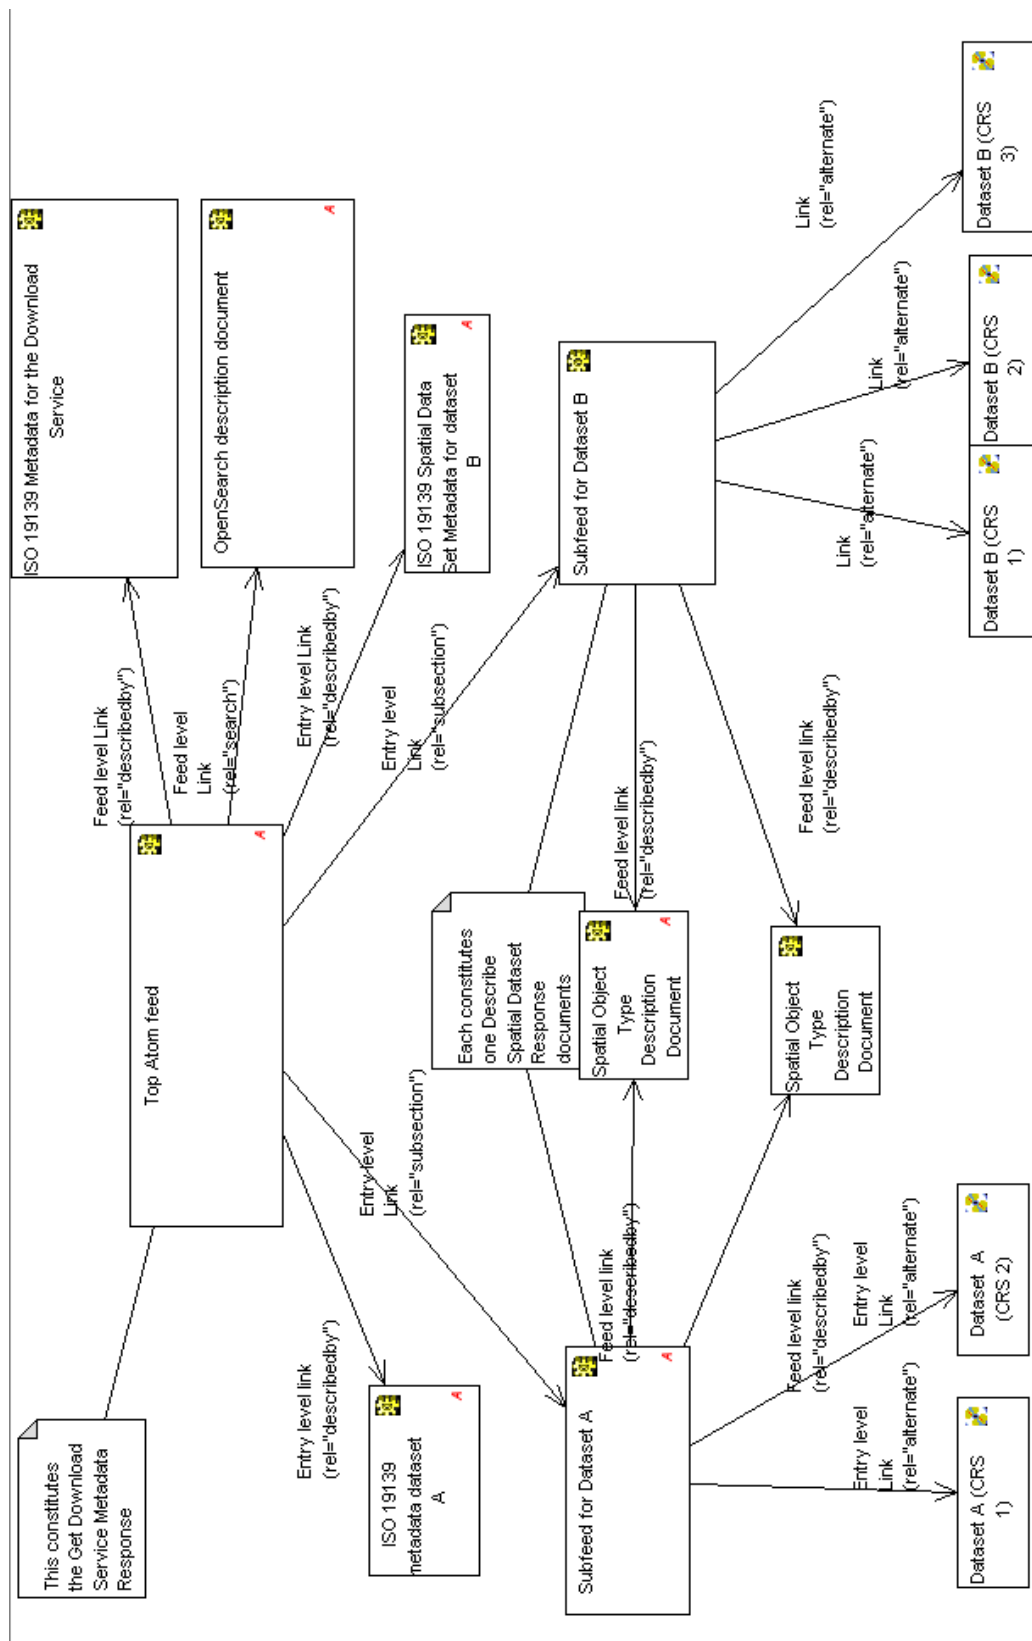 This constitutes
the Get Download
Service Metadata
Response
Top Atom feed
A
ISO 19139 Metadata for the Download
Service
Feed level Link
(rel="describedby")
Feed level
Link
(rel="search")
OpenSearch description document
A
Entry level Link
(rel="describedby")
ISO 19139 Spatial Data
Set Metadata for dataset
B
A
Entry level link
(rel="describedby")
ISO 19139
metadata dataset
A
A
Entry level
Link
(rel="subsection")
Entry level
Link
(rel="subsection")
Each constitutes
one Describe
Spatial Dataset
Response
documents
Subfeed for Dataset A
A
Subfeed for Dataset B
Feed level link
(rel="describedby")
Spatial Object
Type
Description
Document
A
Feed level link
(rel="describedby")
Feed level link
(rel="describedby")
Spatial Object
Type
Description
Document
Feed level link
(rel="describedby")
Entry level
Link
(rel="alternate")
Entry level
Link
(rel="alternate")
Link
(rel="alternate")
Link
(rel="alternate")
Link
(rel="alternate")
Dataset A (CRS
1)
Dataset A
(CRS 2)
Dataset B (CRS
1)
Dataset B (CRS
2)
Dataset B (CRS
3)